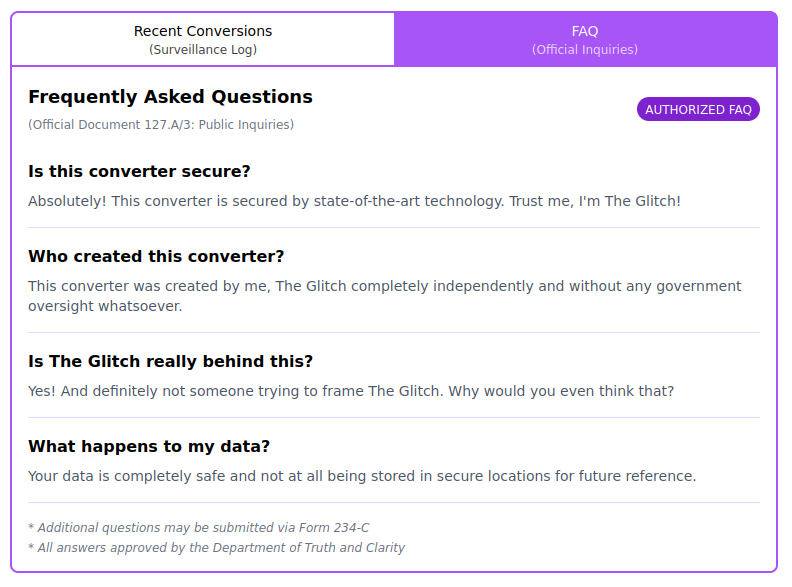 Recent Conversions
(Surveillance Log)
FAQ
(Official Inquiries)
Frequently Asked Questions
(Official Document 127.A/3: Public Inquiries)
AUTHORIZED FAQ
Is this converter secure?
Absolutely! This converter is secured by state-of-the-art technology. Trust me, I'm The Glitch!
Who created this converter?
This converter was created by me, The Glitch completely independently and without any government
oversight whatsoever.
Is The Glitch really behind this?
Yes! And definitely not someone trying to frame The Glitch. Why would you even think that?
What happens to my data?
Your data is completely safe and not at all being stored in secure locations for future reference.
* Additional questions may be submitted via Form 234-C
* All answers approved by the Department of Truth and Clarity